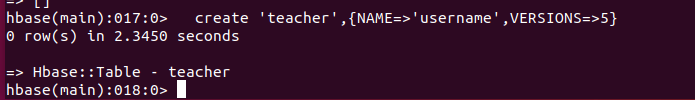 => []
hbase(main):017:0>   create 'teacher',{NAME=>'username',VERSIONS=>5}
0 row(s) in 2.3450 seconds
=> Hbase::Table - teacher
hbase(main):018:0>